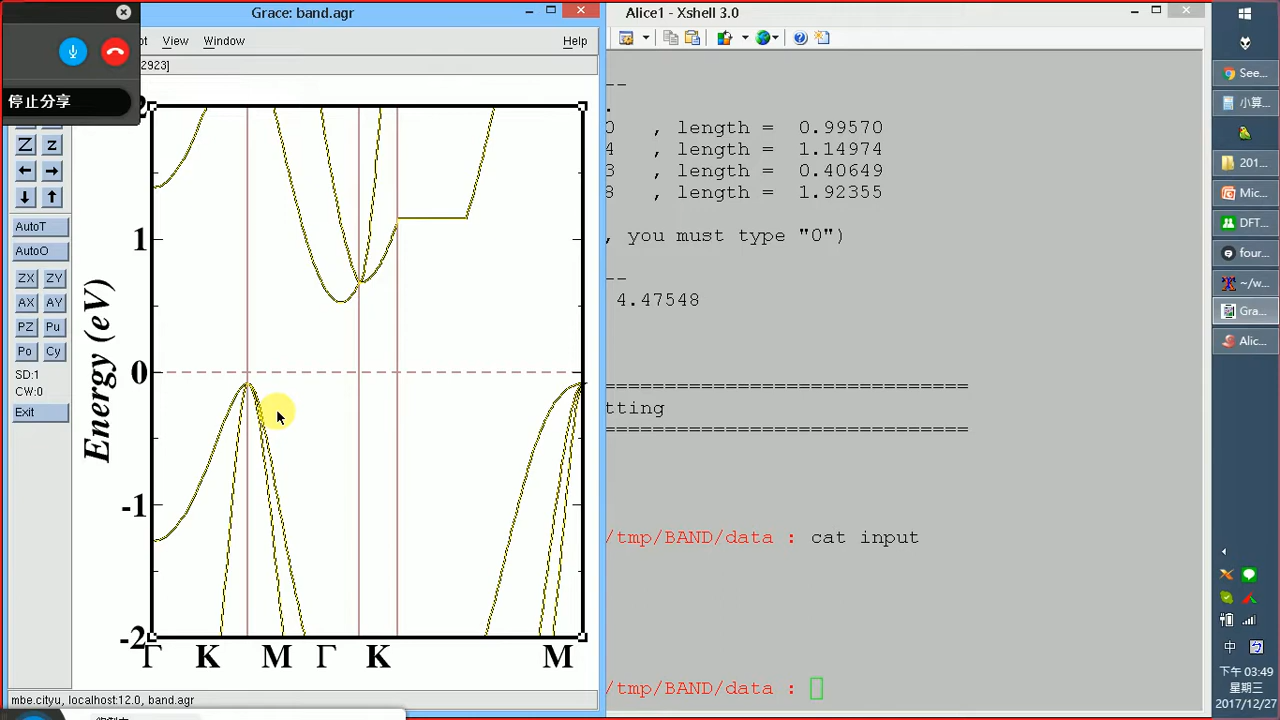 Grace: band.agr
停止分享
pt View Window Help
2923]
Z z
AutoT
AutoO
ZX ZY
AX AY
PZ Pu
Po Cy
SD:1
CW:0
Exit
2
1
0
-1
-2
Energy (eV)
Γ K M Γ K M
mbe.cityu, localhost:12.0, band.agr
Alice1 - Xshell 3.0
--
.
0 , length = 0.99570
4 , length = 1.14974
3 , length = 0.40649
8 , length = 1.92355
, you must type "0")
--
4.47548
============================
tting
============================
/tmp/BAND/data : cat input
/tmp/BAND/data :
See...
小算...
201...
Mic...
DFT...
four...
~/w...
Gra...
Alic...
中
下午 03:49
星期三
2017/12/27